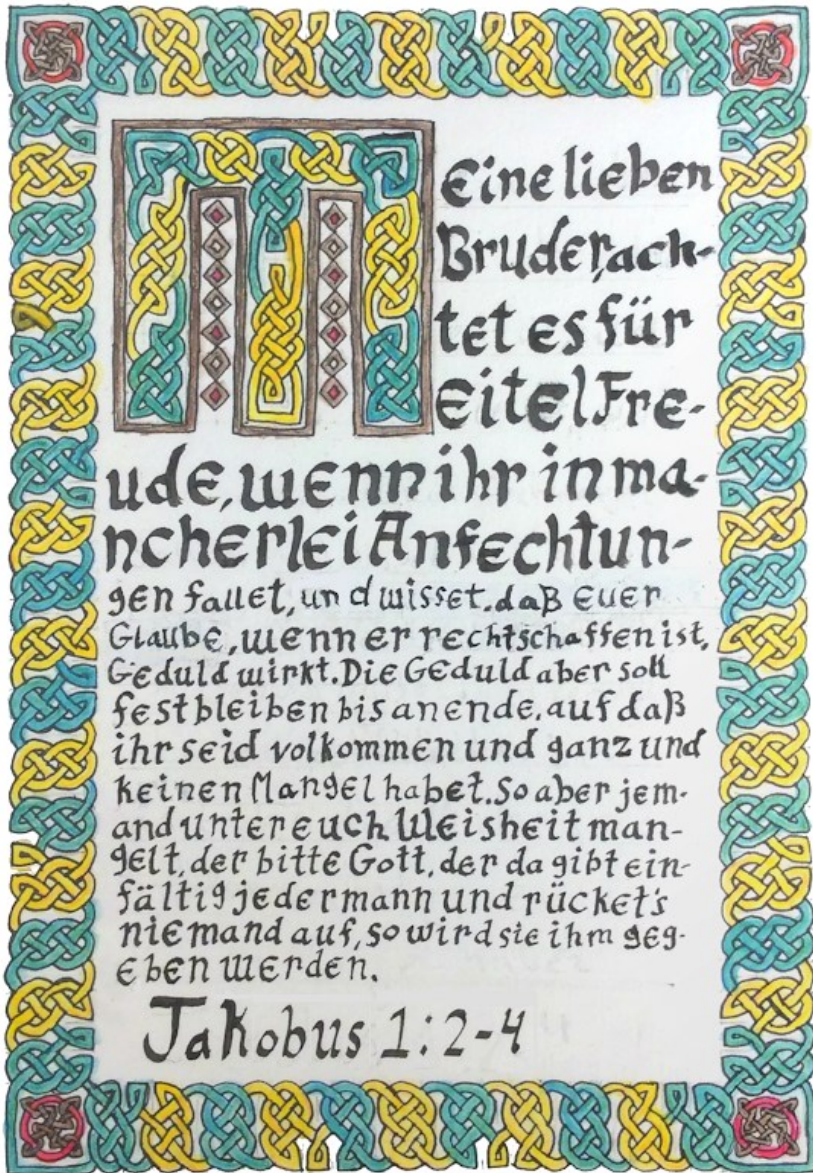 Meine lieben
Bruder, ach-
tet es für
eitel Fre-
ude, wenn ihr in ma-
ncherlei Anfechtun-
gen fallet, und wisset, daß euer
Glaube, wenn er rechtschaffen ist,
Geduld wirkt. Die Geduld aber soll
fest bleiben bis an ende, auf daß
ihr seid volkommen und ganz und
keinen Mangel habet. So aber jem-
and unter euch Weisheit man-
gelt, der bitte Gott, der da gibt ein-
fältig jedermann und rücket's
niemand auf, so wird sie ihm geg-
eben werden.
Jakobus 1:2-4